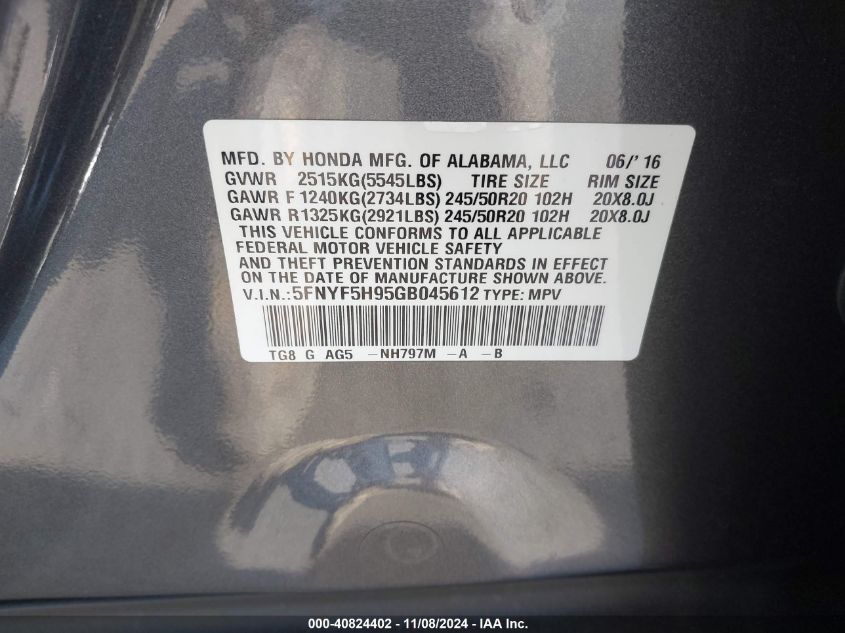 MFD. BY HONDA MFG. OF ALABAMA, LLC 06/' 16
GVWR 2515KG(5545LBS) TIRE SIZE RIM SIZE
GAWR F 1240KG(2734LBS) 245/50R20 102H 20X8.0J
GAWR R1325KG(2921LBS) 245/50R20 102H 20X8.0J
THIS VEHICLE CONFORMS TO ALL APPLICABLE
FEDERAL MOTOR VEHICLE SAFETY
AND THEFT PREVENTION STANDARDS IN EFFECT
ON THE DATE OF MANUFACTURE SHOWN ABOVE.
V.I.N.:5FNYF5H95GB045612 TYPE: MPV
TG8 G AG5 -NH797M -A -B
000-40824402 - 11/08/2024 - IAA Inc.